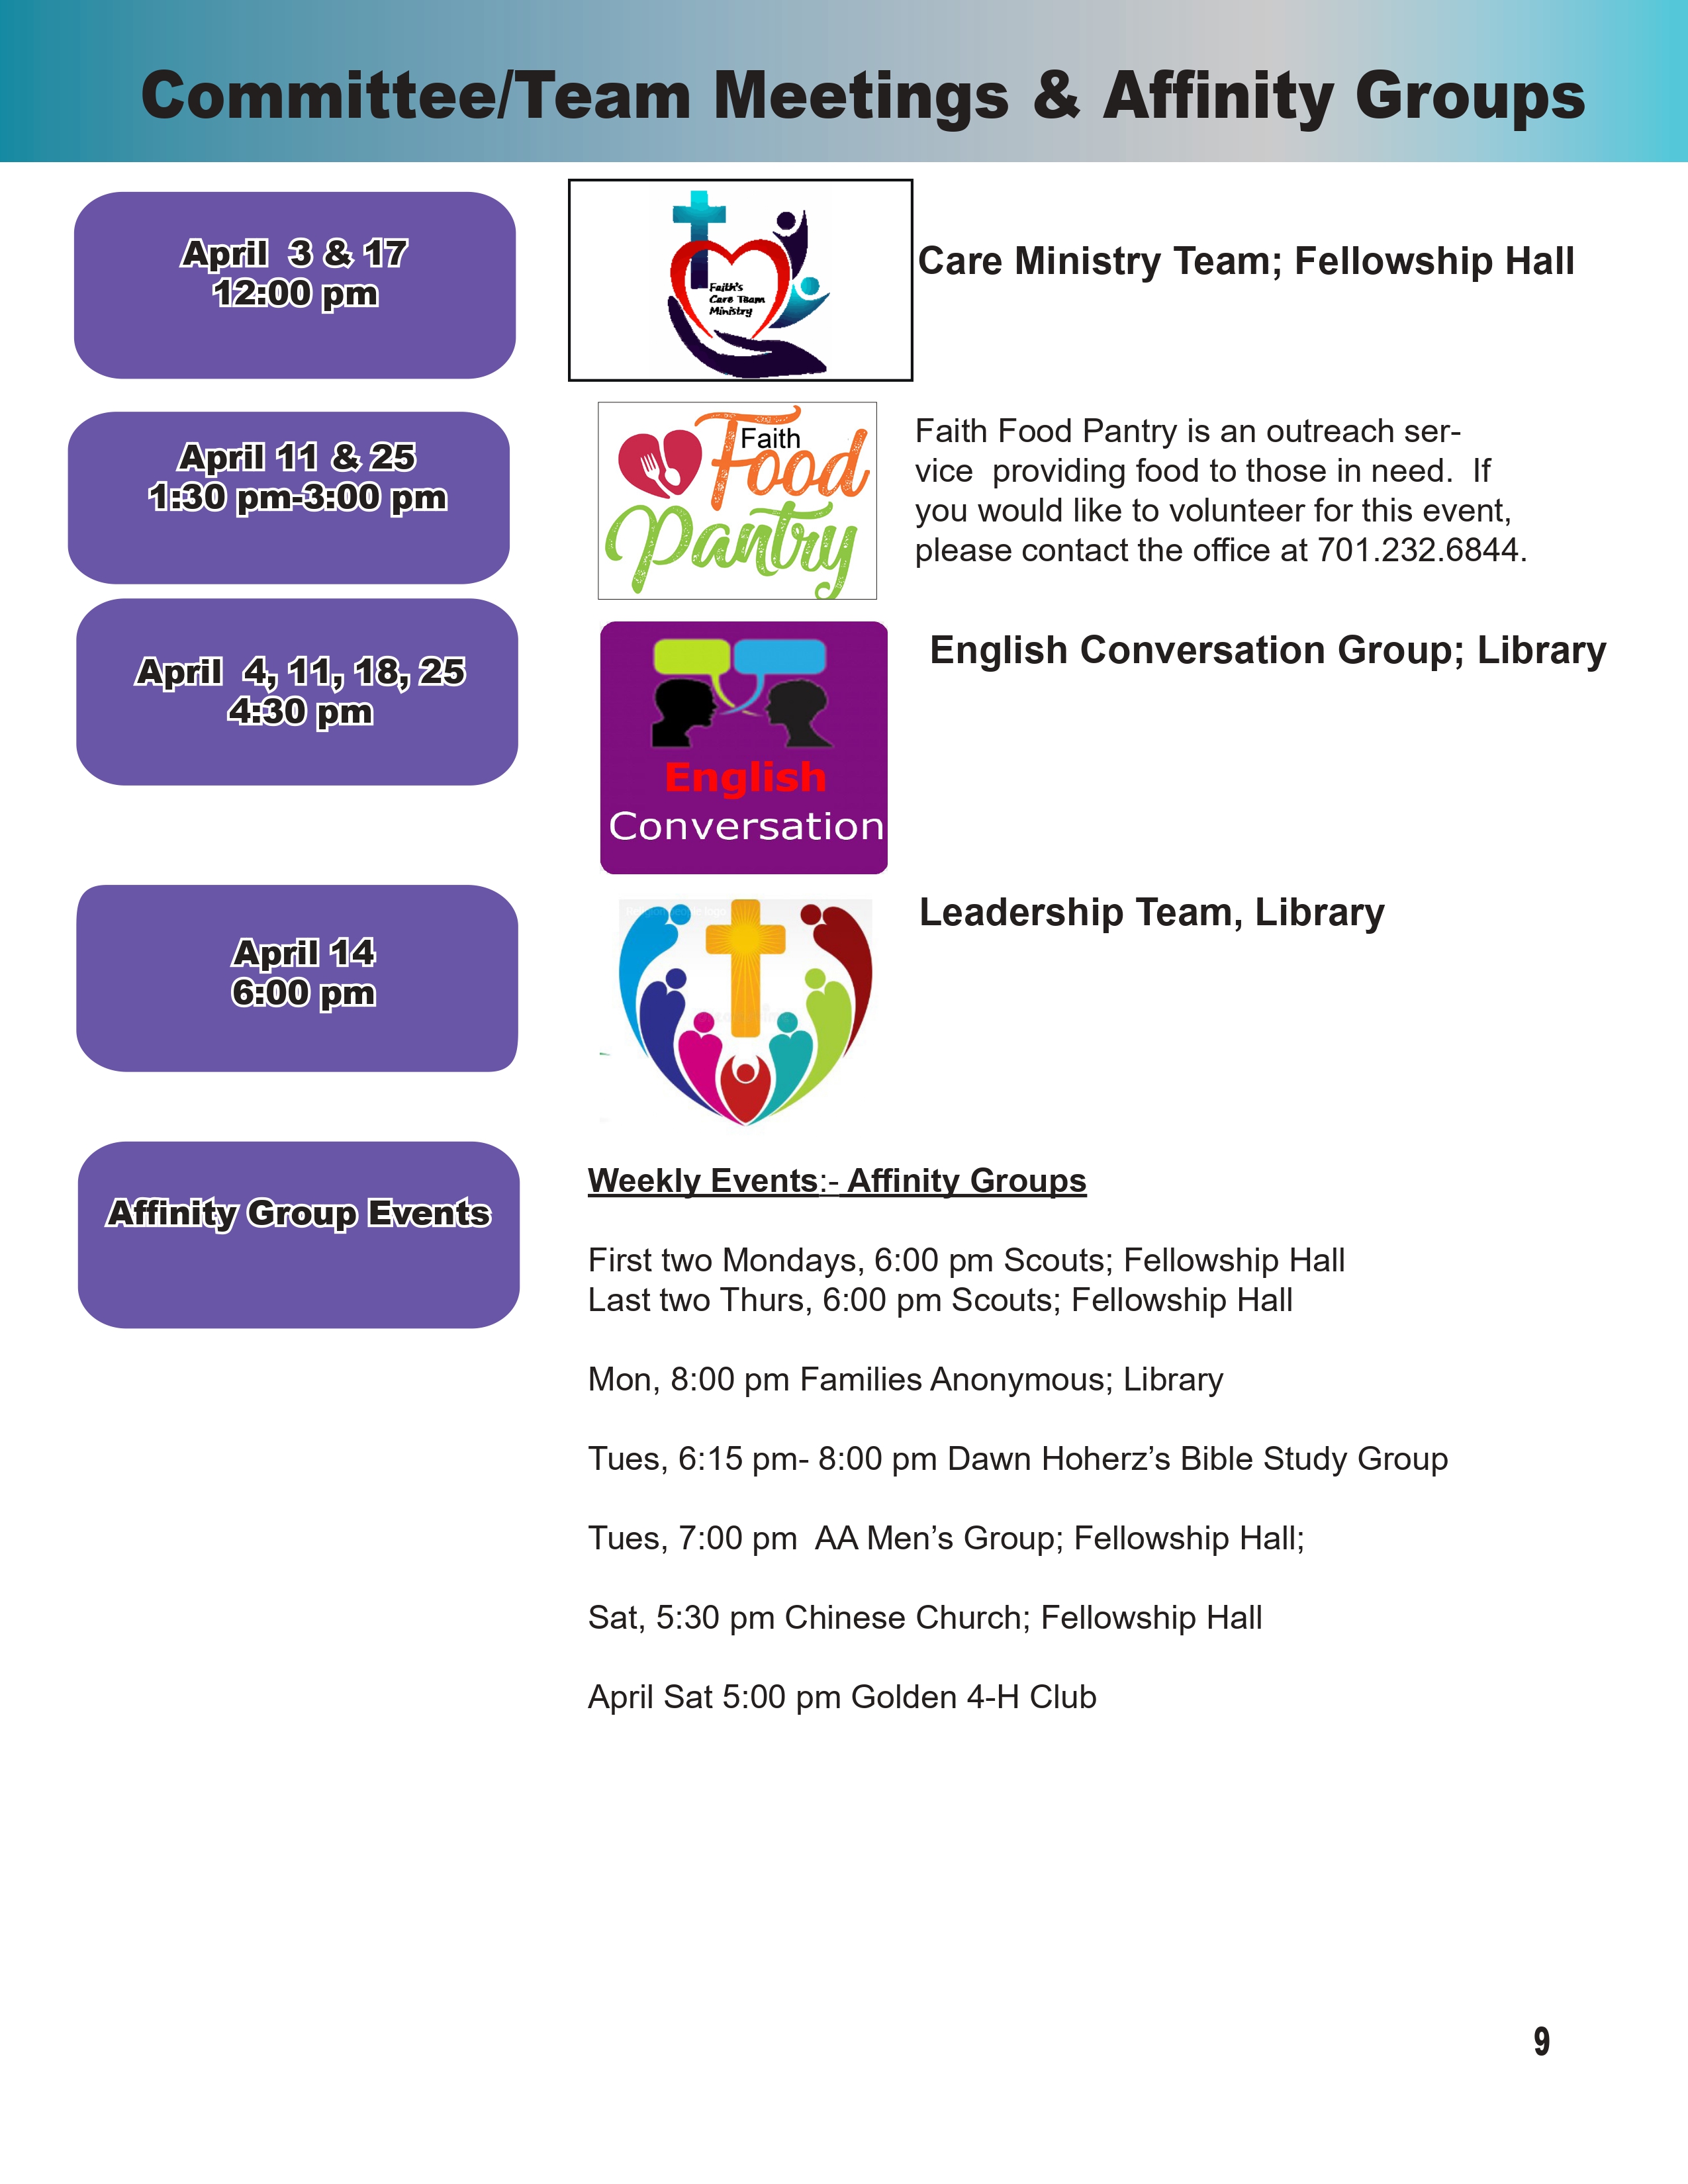 Committee/Team Meetings & Affinity Groups
April 3 & 17
12:00 pm
Faith's
Care Team
Ministry
Care Ministry Team; Fellowship Hall
April 11 & 25
1:30 pm-3:00 pm
Faith
Food
Pantry
Faith Food Pantry is an outreach ser-
vice providing food to those in need. If
you would like to volunteer for this event,
please contact the office at 701.232.6844.
April 4, 11, 18, 25
4:30 pm
English
Conversation
English Conversation Group; Library
April 14
6:00 pm
Leadership Team, Library
Affinity Group Events
Weekly Events:- Affinity Groups
First two Mondays, 6:00 pm Scouts; Fellowship Hall
Last two Thurs, 6:00 pm Scouts; Fellowship Hall
Mon, 8:00 pm Families Anonymous; Library
Tues, 6:15 pm- 8:00 pm Dawn Hoherz’s Bible Study Group
Tues, 7:00 pm AA Men’s Group; Fellowship Hall;
Sat, 5:30 pm Chinese Church; Fellowship Hall
April Sat 5:00 pm Golden 4-H Club
9